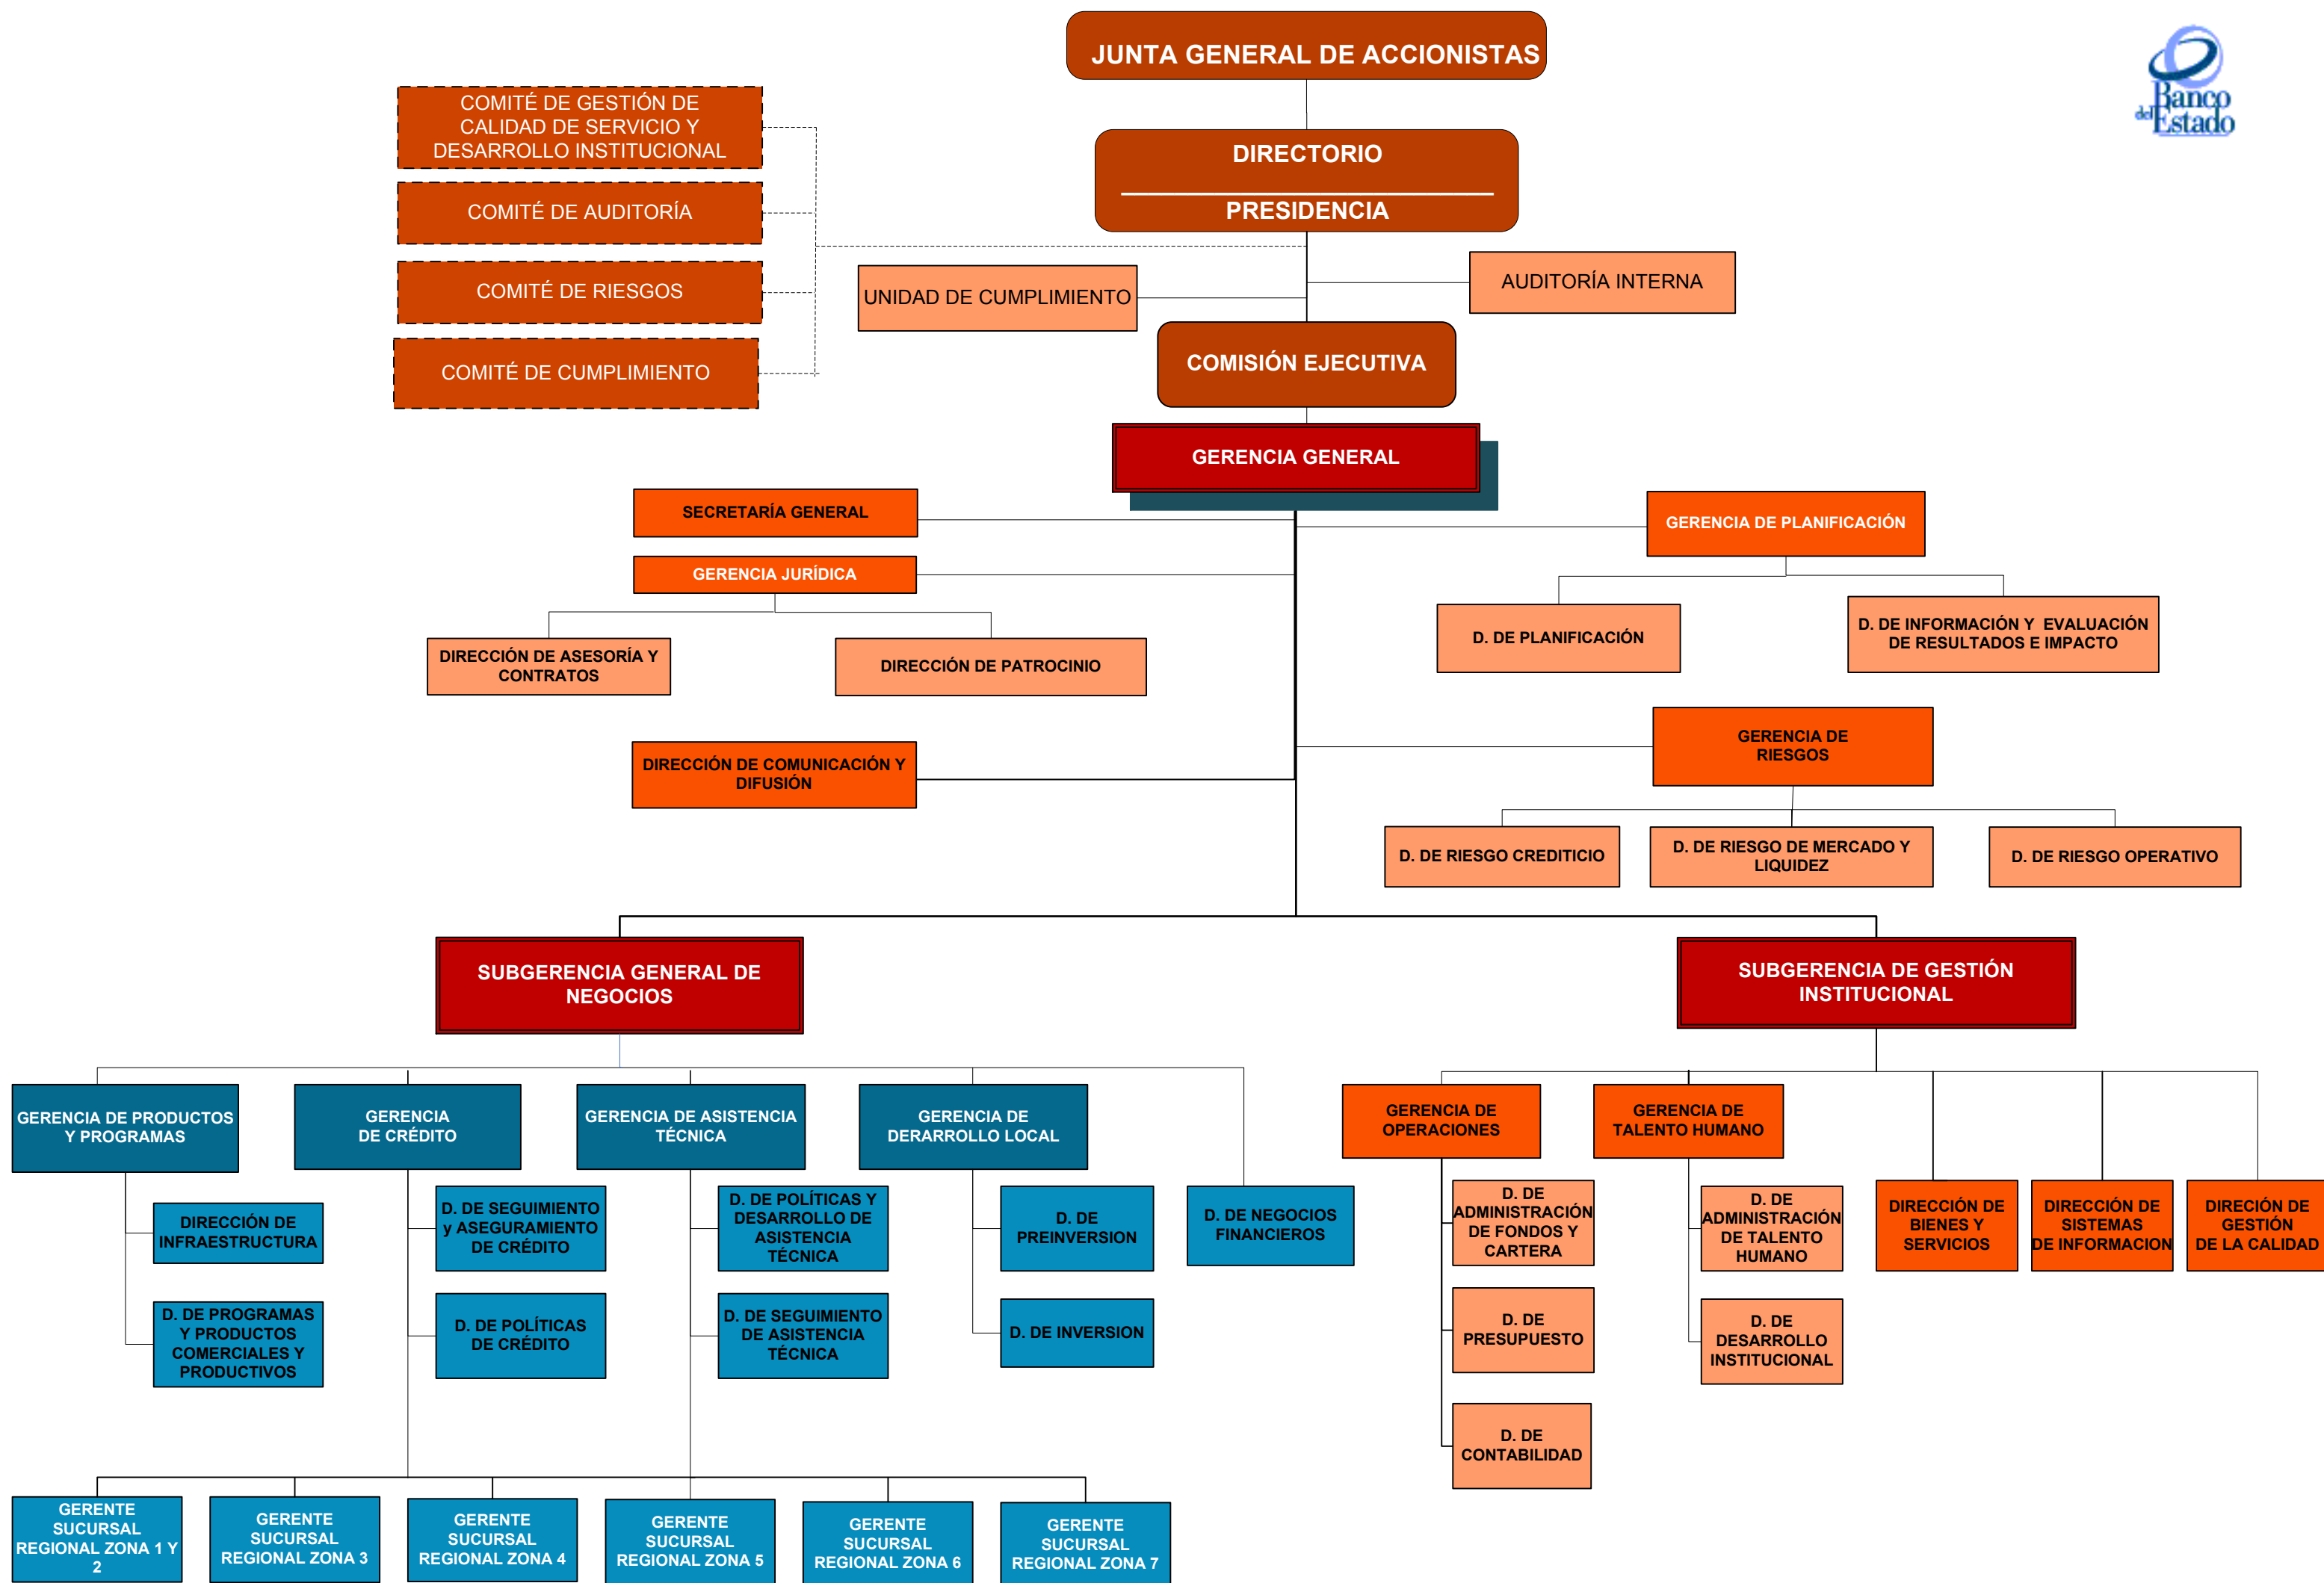 JUNTA GENERAL DE ACCIONISTAS
Banco
del Estado
COMITÉ DE GESTIÓN DE
CALIDAD DE SERVICIO Y
DESARROLLO INSTITUCIONAL
DIRECTORIO
PRESIDENCIA
COMITÉ DE AUDITORÍA
COMITÉ DE RIESGOS
UNIDAD DE CUMPLIMIENTO
AUDITORÍA INTERNA
COMITÉ DE CUMPLIMIENTO
COMISIÓN EJECUTIVA
GERENCIA GENERAL
SECRETARÍA GENERAL
GERENCIA DE PLANIFICACIÓN
GERENCIA JURÍDICA
DIRECCIÓN DE ASESORÍA Y
CONTRATOS
DIRECCIÓN DE PATROCINIO
D. DE PLANIFICACIÓN
D. DE INFORMACIÓN Y EVALUACIÓN
DE RESULTADOS E IMPACTO
DIRECCIÓN DE COMUNICACIÓN Y
DIFUSIÓN
GERENCIA DE
RIESGOS
D. DE RIESGO CREDITICIO
D. DE RIESGO DE MERCADO Y
LIQUIDEZ
D. DE RIESGO OPERATIVO
SUBGERENCIA GENERAL DE
NEGOCIOS
SUBGERENCIA DE GESTIÓN
INSTITUCIONAL
GERENCIA DE PRODUCTOS
Y PROGRAMAS
GERENCIA
DE CRÉDITO
GERENCIA DE ASISTENCIA
TÉCNICA
GERENCIA DE
DERARROLLO LOCAL
GERENCIA DE
OPERACIONES
GERENCIA DE
TALENTO HUMANO
DIRECCIÓN DE
INFRAESTRUCTURA
D. DE SEGUIMIENTO
y ASEGURAMIENTO
DE CRÉDITO
D. DE POLÍTICAS Y
DESARROLLO DE
ASISTENCIA
TÉCNICA
D. DE
PREINVERSION
D. DE NEGOCIOS
FINANCIEROS
D. DE
ADMINISTRACIÓN
DE FONDOS Y
CARTERA
D. DE
ADMINISTRACIÓN
DE TALENTO
HUMANO
DIRECCIÓN DE
BIENES Y
SERVICIOS
DIRECCIÓN DE
SISTEMAS
DE INFORMACION
DIRECIÓN DE
GESTIÓN
DE LA CALIDAD
D. DE PROGRAMAS
Y PRODUCTOS
COMERCIALES Y
PRODUCTIVOS
D. DE POLÍTICAS
DE CRÉDITO
D. DE SEGUIMIENTO
DE ASISTENCIA
TÉCNICA
D. DE INVERSION
D. DE
PRESUPUESTO
D. DE
DESARROLLO
INSTITUCIONAL
D. DE
CONTABILIDAD
GERENTE
SUCURSAL
REGIONAL ZONA 1 Y
2
GERENTE
SUCURSAL
REGIONAL ZONA 3
GERENTE
SUCURSAL
REGIONAL ZONA 4
GERENTE
SUCURSAL
REGIONAL ZONA 5
GERENTE
SUCURSAL
REGIONAL ZONA 6
GERENTE
SUCURSAL
REGIONAL ZONA 7